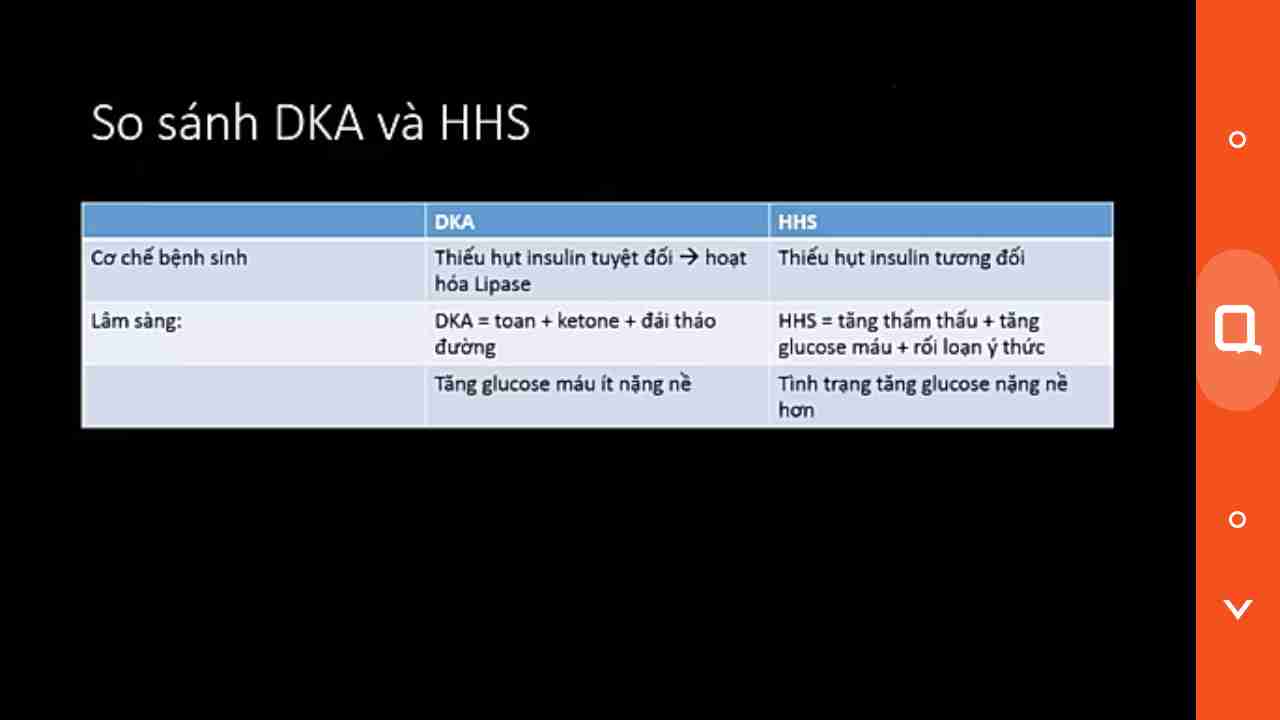 So sánh DKA và HHS
DKA
HHS
Cơ chế bệnh sinh
Thiếu hụt insulin tuyệt đối → hoạt
hóa Lipase
Thiếu hụt insulin tương đối
Lâm sàng:
DKA = toan + ketone + đái tháo
đường
HHS = tăng thẩm thấu + tăng
glucose máu + rối loạn ý thức
Tăng glucose máu ít nặng nề
Tình trạng tăng glucose nặng nề
hơn